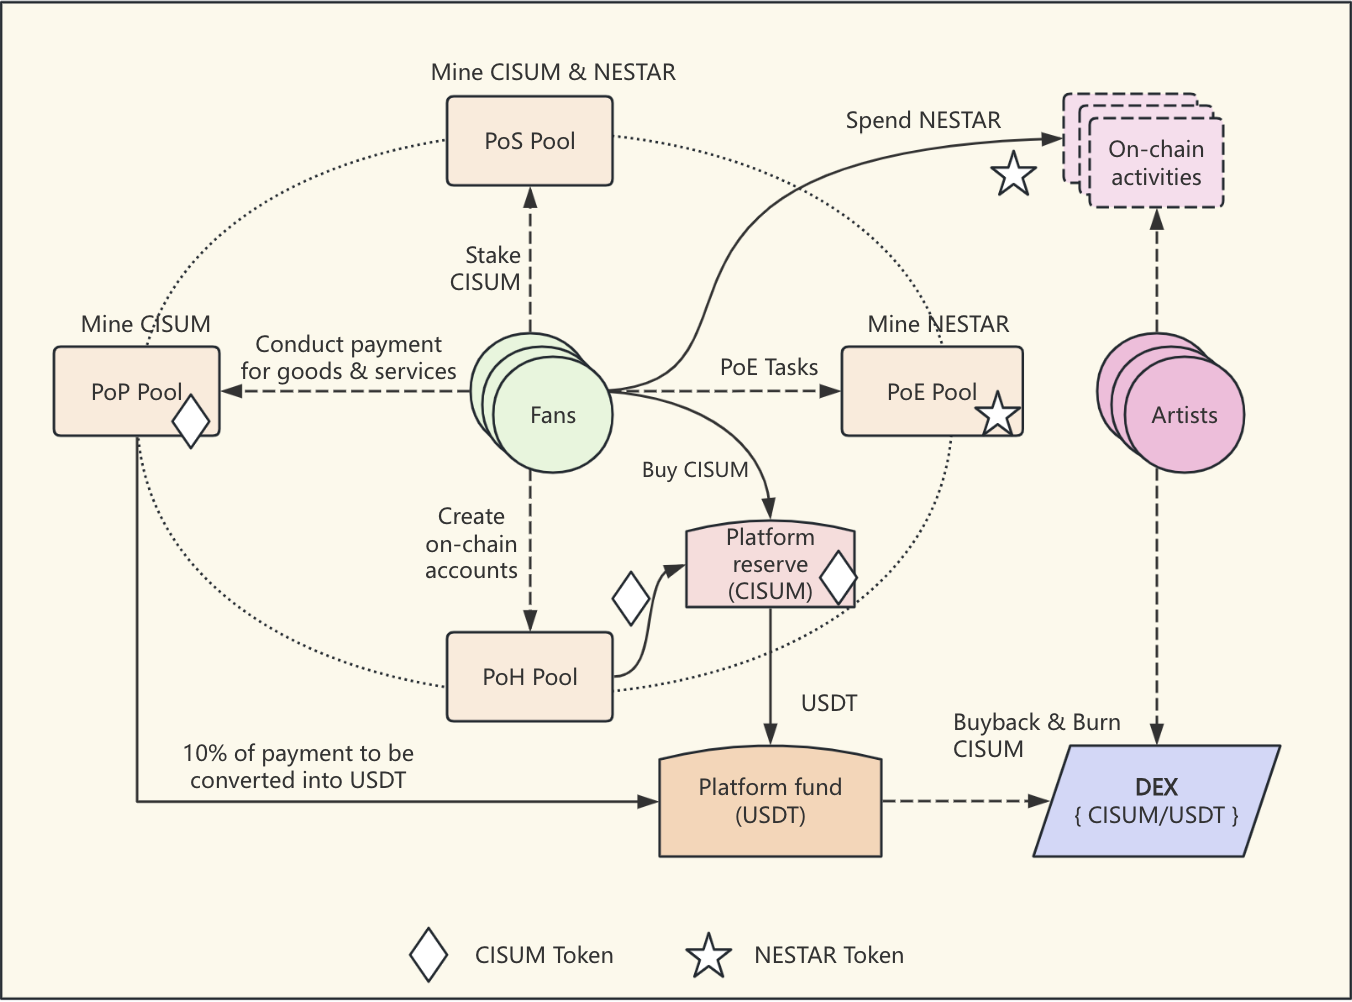 Mine CISUM & NESTAR
PoS Pool
Spend NESTAR
On-chain
activities
Stake
CISUM
Mine CISUM
Conduct payment
for goods & services
PoP Pool
Fans
PoE Tasks
Mine NESTAR
PoE Pool
Artists
Buy CISUM
Create
on-chain
accounts
Platform
reserve
(CISUM)
PoH Pool
USDT
10% of payment to be
converted into USDT
Platform fund
(USDT)
Buyback & Burn
CISUM
DEX
{ CISUM/USDT }
CISUM Token
NESTAR Token